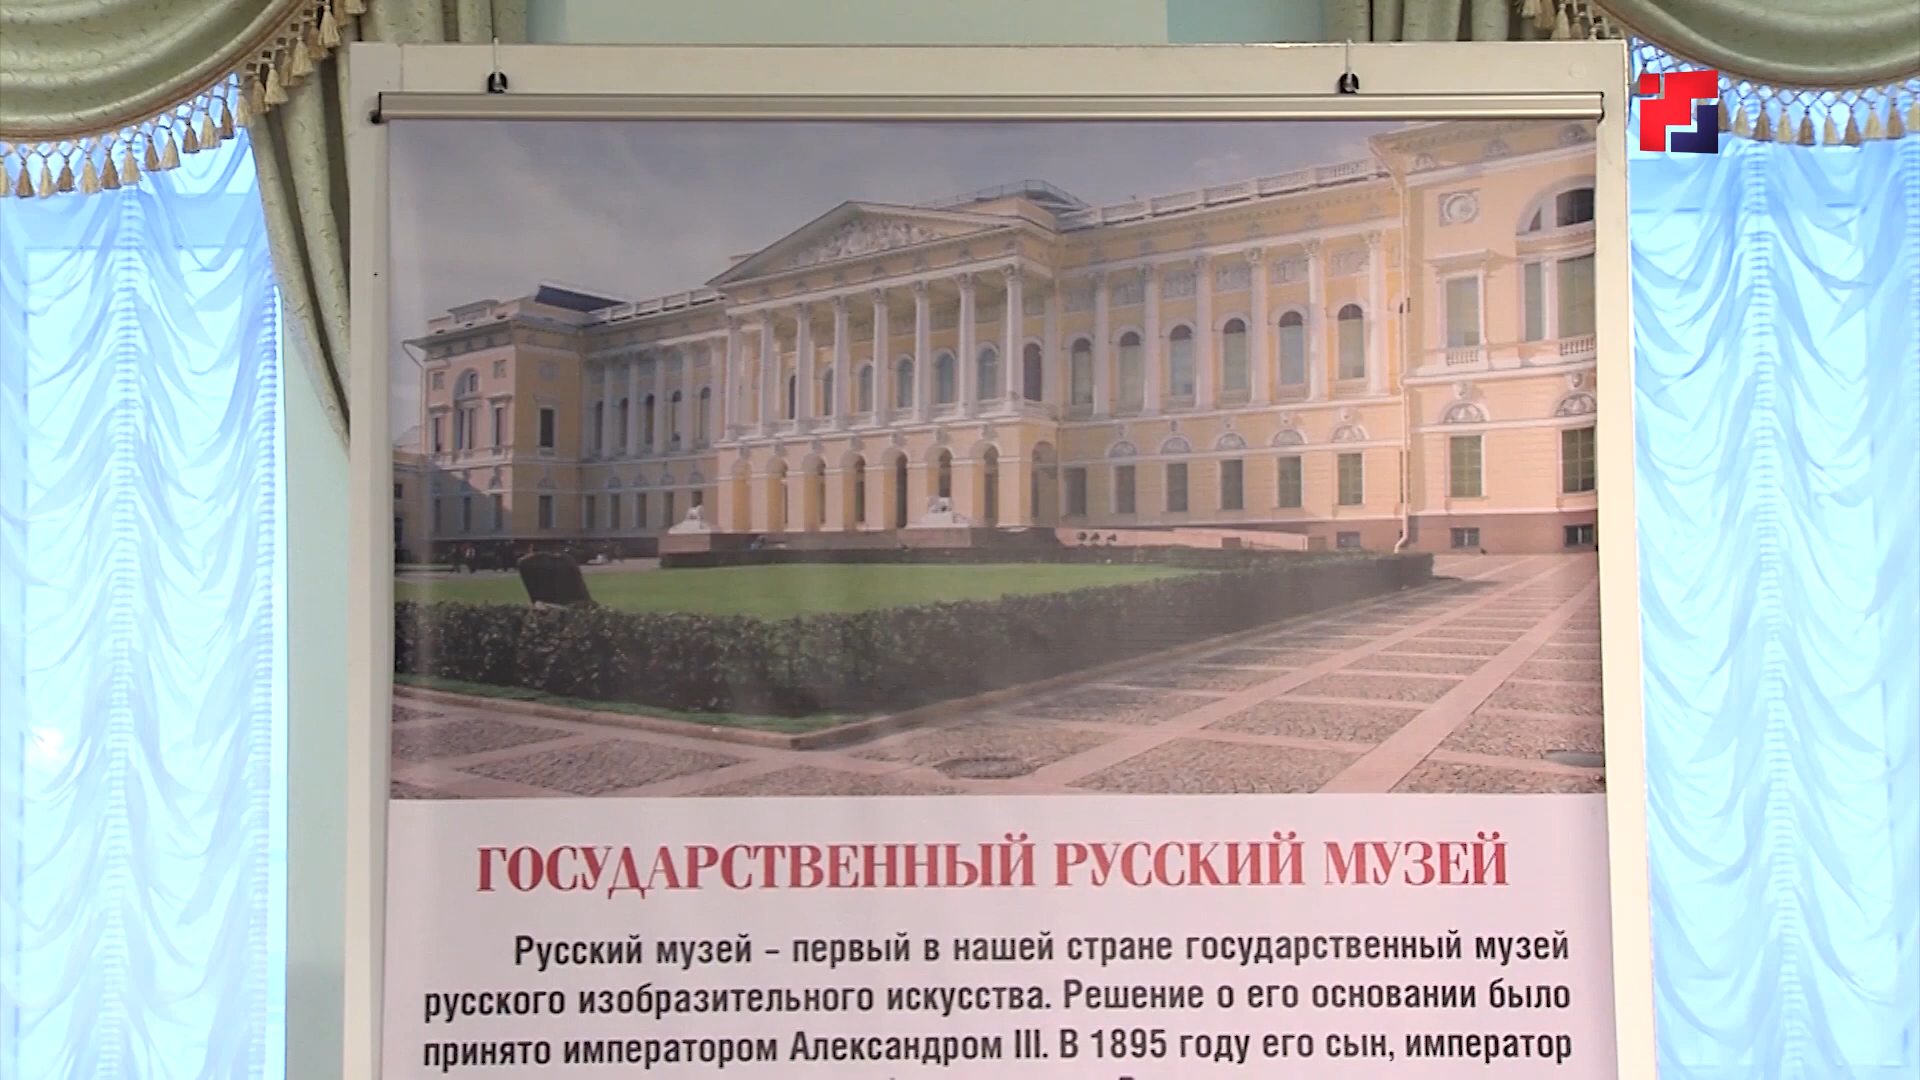 ГОСУДАРСТВЕННЫЙ РУССКИЙ МУЗЕЙ
Русский музей – первый в нашей стране государственный музей
русского изобразительного искусства. Решение о его основании было
принято императором Александром III. В 1895 году его сын, император